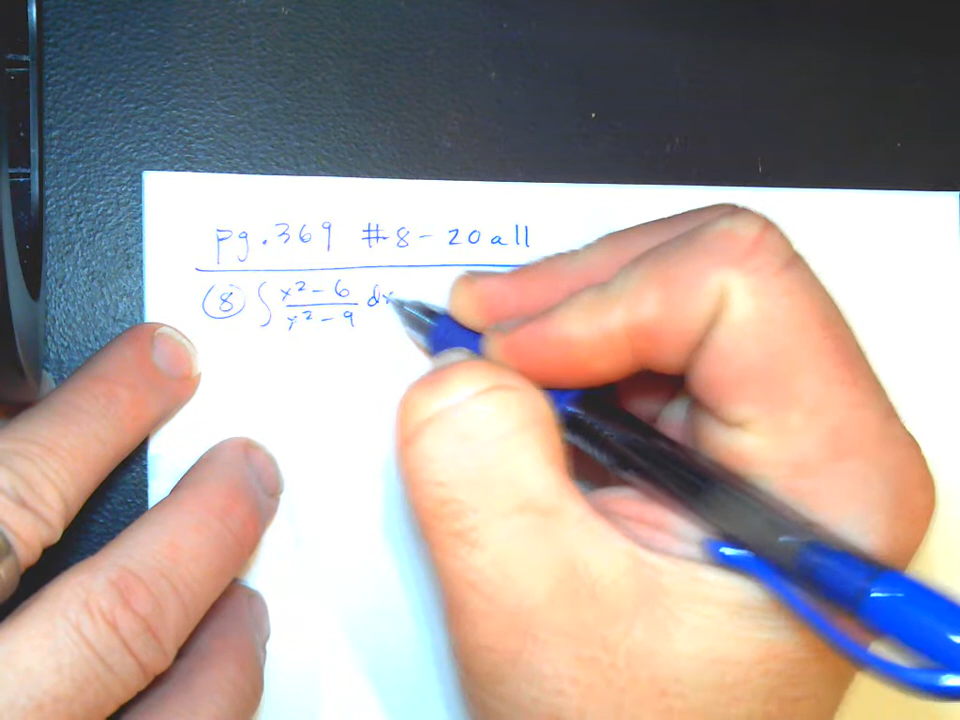 pg. 369 #8-20 all
(8) ∫ x² - 6 / x² - 9 dx